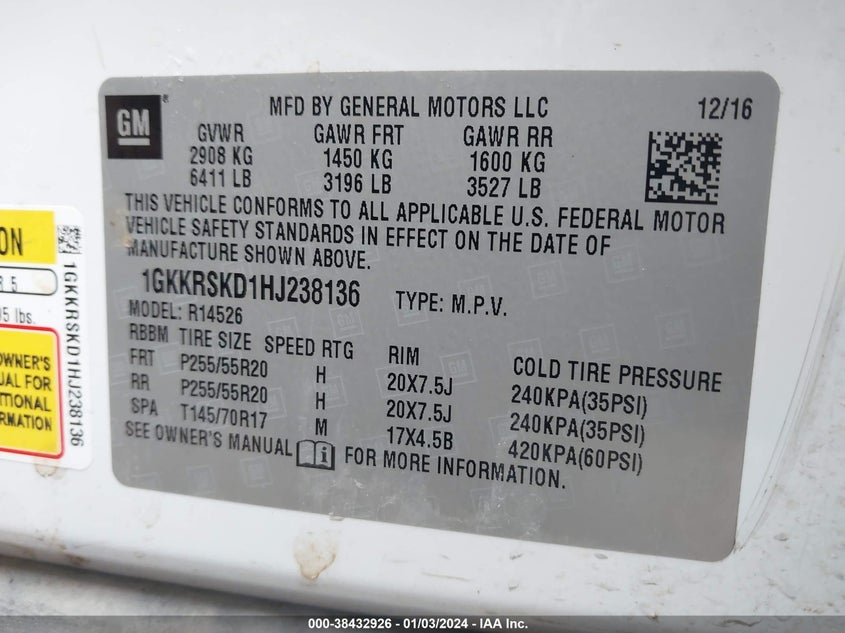 GM
MFD BY GENERAL MOTORS LLC 12/16
GVWR GAWR FRT GAWR RR
2908 KG 1450 KG 1600 KG
6411 LB 3196 LB 3527 LB
THIS VEHICLE CONFORMS TO ALL APPLICABLE U.S. FEDERAL MOTOR
VEHICLE SAFETY STANDARDS IN EFFECT ON THE DATE OF
MANUFACTURE SHOWN ABOVE.
1GKKRSKD1HJ238136 TYPE: M.P.V.
MODEL: R14526
RBBM TIRE SIZE SPEED RTG RIM COLD TIRE PRESSURE
FRT P255/55R20 H 20X7.5J 240KPA(35PSI)
RR P255/55R20 H 20X7.5J 240KPA(35PSI)
SPA T145/70R17 M 17X4.5B 420KPA(60PSI)
SEE OWNER'S MANUAL FOR MORE INFORMATION.
ON
R 5
5 lbs.
OWNER'S
UAL FOR
ITIONAL
RMATION
1GKKRSKD1HJ238136
000-38432926 - 01/03/2024 - IAA, Inc.